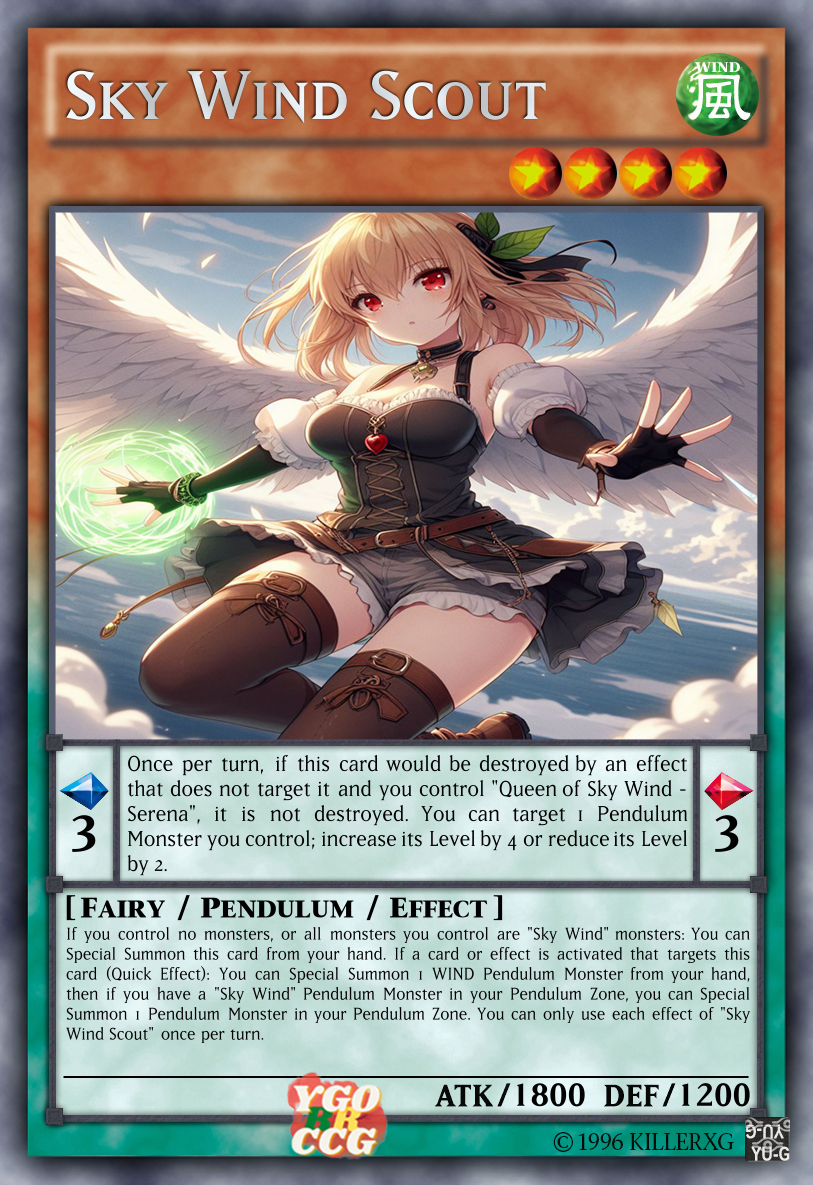 Sky Wind Scout
WIND
風
Once per turn, if this card would be destroyed by an effect
that does not target it and you control "Queen of Sky Wind -
Serena", it is not destroyed. You can target 1 Pendulum
Monster you control; increase its Level by 4 or reduce its Level
by 2.
3
3
[ Fairy / Pendulum / Effect ]
If you control no monsters, or all monsters you control are "Sky Wind" monsters: You can
Special Summon this card from your hand. If a card or effect is activated that targets this
card (Quick Effect): You can Special Summon 1 WIND Pendulum Monster from your hand,
then if you have a "Sky Wind" Pendulum Monster in your Pendulum Zone, you can Special
Summon 1 Pendulum Monster in your Pendulum Zone. You can only use each effect of "Sky
Wind Scout" once per turn.
ATK/1800 DEF/1200
YGO
BR
CCG
© 1996 KILLERXG